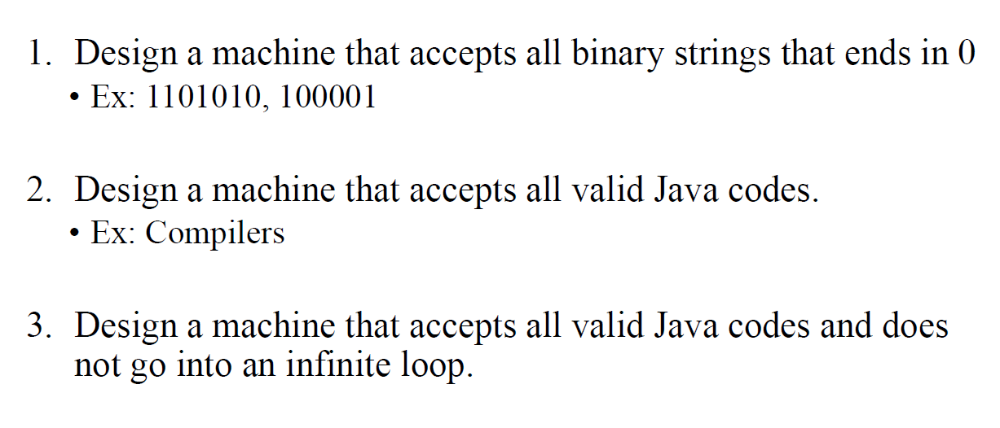 1. Design a machine that accepts all binary strings that ends in 0
• Ex: 1101010, 100001
2. Design a machine that accepts all valid Java codes.
• Ex: Compilers
3. Design a machine that accepts all valid Java codes and does
not go into an infinite loop.